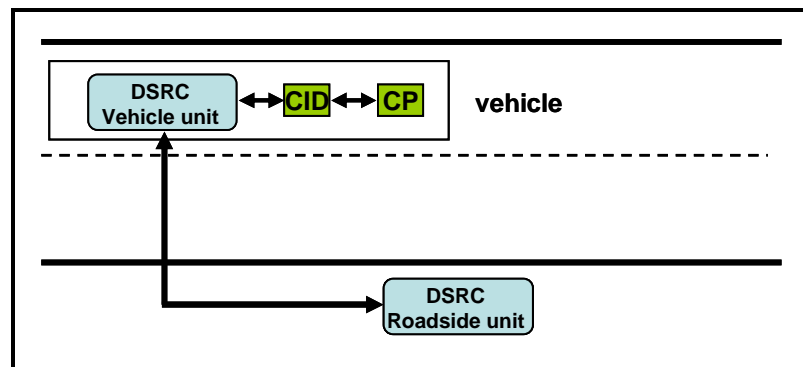 DSRC
Vehicle unit
CID
CP
vehicle
DSRC
Roadside unit